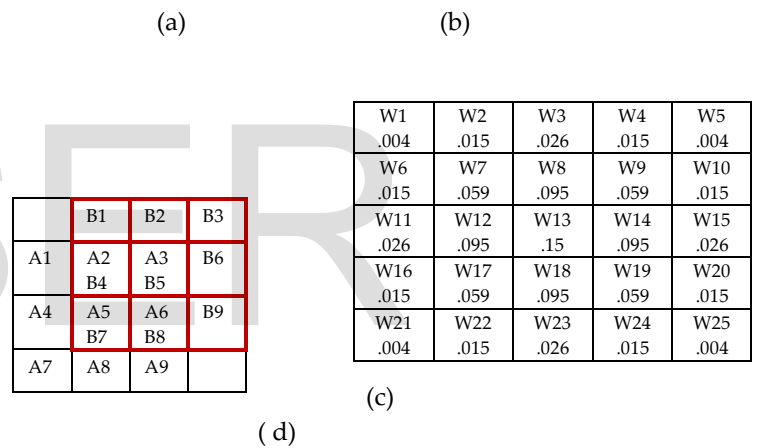 (a) (b)
W1 W2 W3 W4 W5
.004 .015 .026 .015 .004
W6 W7 W8 W9 W10
.015 .059 .095 .059 .015
W11 W12 W13 W14 W15
.026 .095 .15 .095 .026
W16 W17 W18 W19 W20
.015 .059 .095 .059 .015
W21 W22 W23 W24 W25
.004 .015 .026 .015 .004
B1 B2 B3
A1 A2 A3 B6
B4 B5
A4 A5 A6 B9
B7 B8
A7 A8 A9
(c)
( d)
SER